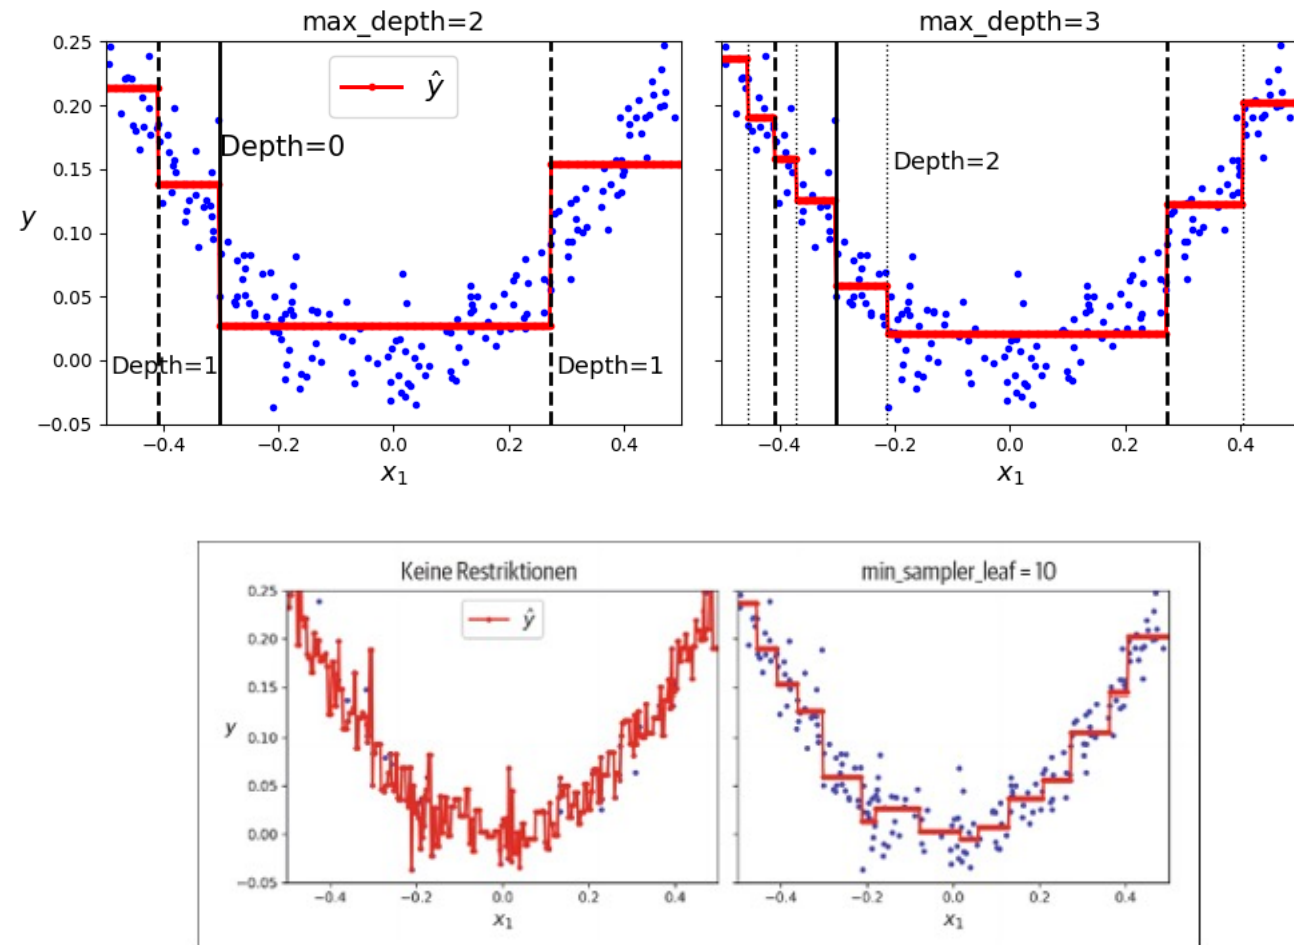 max_depth=2
max_depth=3
0.25
0.20
0.15
0.10
0.05
0.00
−0.05
y
ŷ
Depth=0
Depth=1
Depth=1
Depth=2
−0.4
−0.2
0.0
0.2
0.4
x₁
−0.4
−0.2
0.0
0.2
0.4
x₁
Keine Restriktionen
min_sampler_leaf = 10
0.25
0.20
0.15
0.10
0.05
0.00
−0.05
y
ŷ
−0.4
−0.2
0.0
0.2
0.4
x₁
−0.4
−0.2
0.0
0.2
0.4
x₁